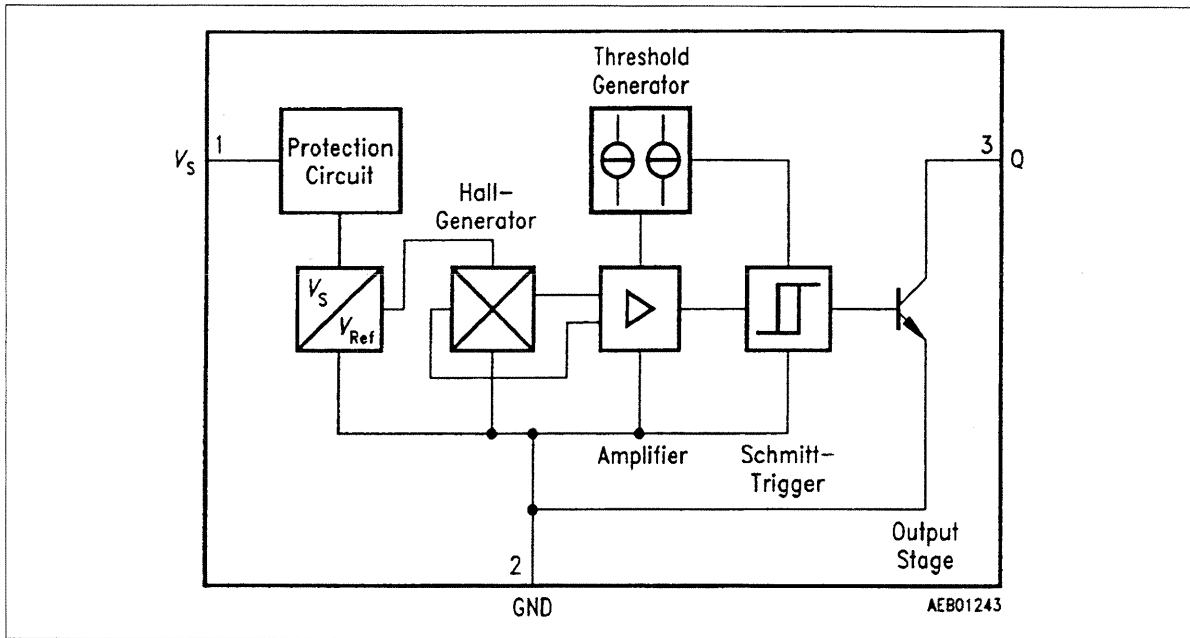 Threshold
Generator
Protection
Circuit
V_S
1
3
Q
Hall-
Generator
V_S
V_Ref
Amplifier
Schmitt-
Trigger
Output
Stage
2
GND
AEB01243